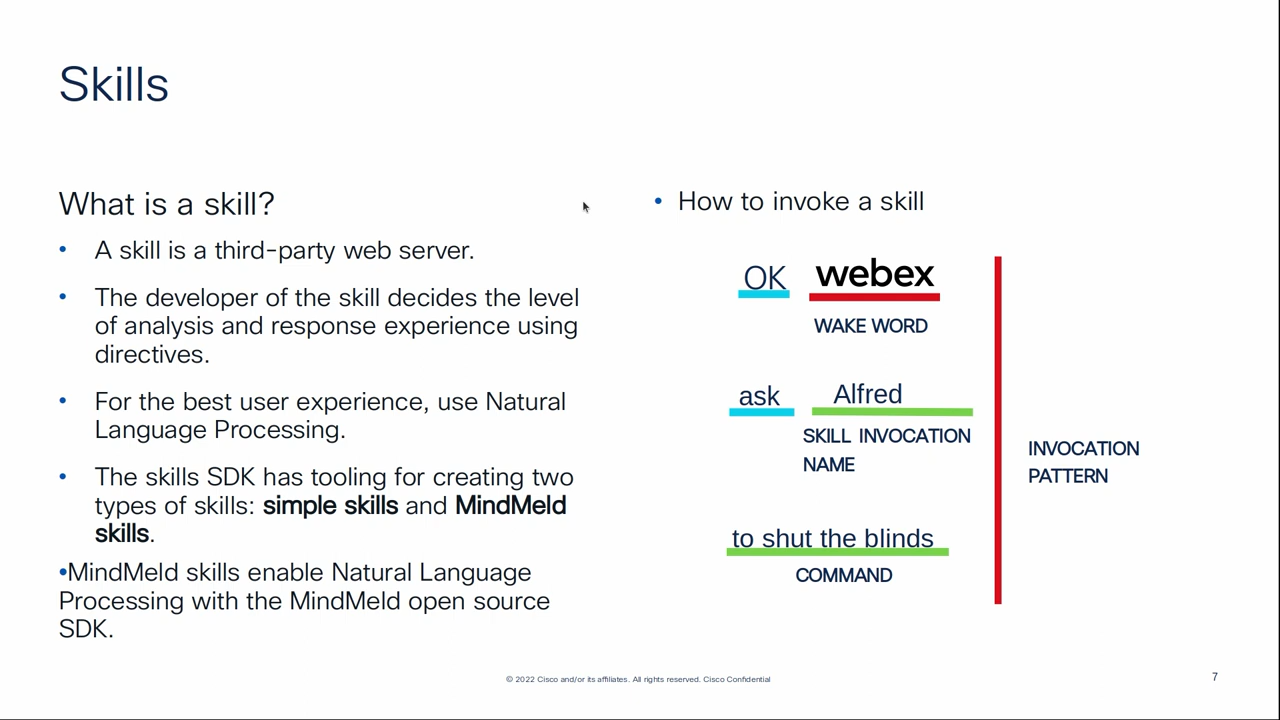 Skills
What is a skill?
• A skill is a third-party web server.
• The developer of the skill decides the level
of analysis and response experience using
directives.
• For the best user experience, use Natural
Language Processing.
• The skills SDK has tooling for creating two
types of skills: simple skills and MindMeld
skills.
•MindMeld skills enable Natural Language
Processing with the MindMeld open source
SDK.
• How to invoke a skill
OK webex
WAKE WORD
ask Alfred
SKILL INVOCATION
NAME
to shut the blinds
COMMAND
INVOCATION
PATTERN
© 2022 Cisco and/or its affiliates. All rights reserved. Cisco Confidential
7